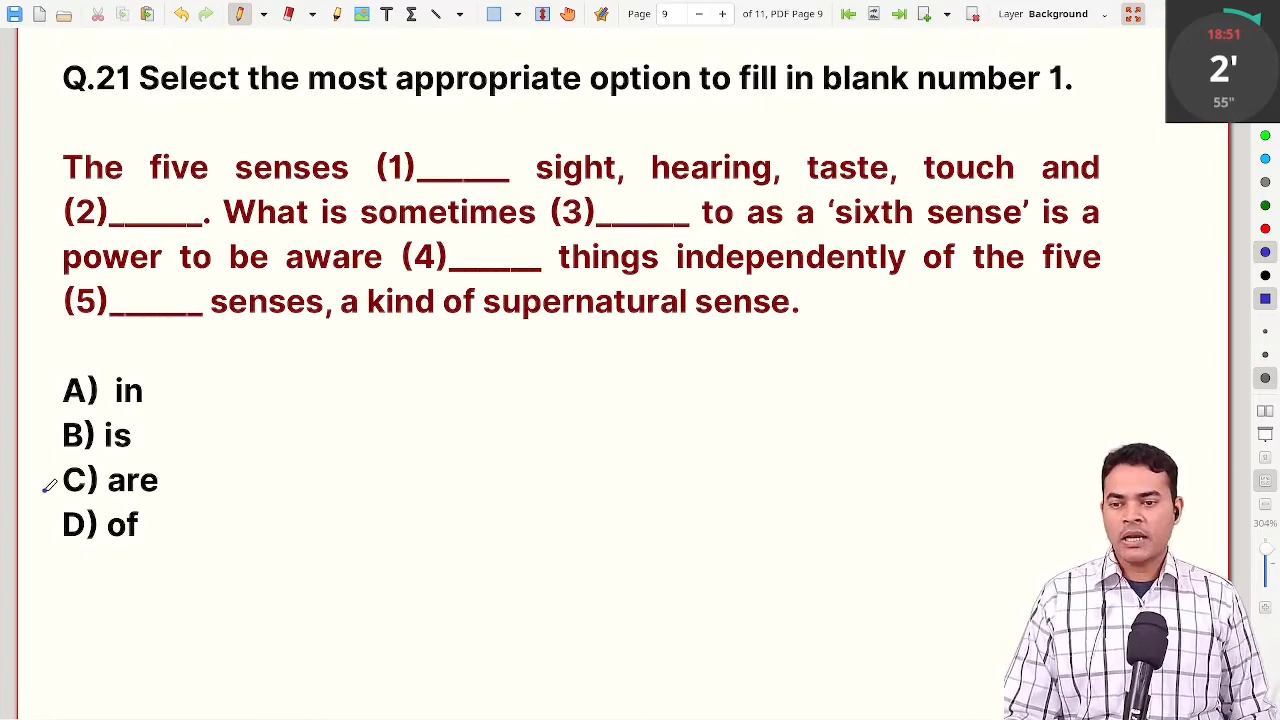 Page 9 of 11 PDF Page 9 Layer Background
18:51
2'
55"
Q.21 Select the most appropriate option to fill in blank number 1.
The five senses (1)______ sight, hearing, taste, touch and
(2)______. What is sometimes (3)______ to as a ‘sixth sense’ is a
power to be aware (4)______ things independently of the five
(5)______ senses, a kind of supernatural sense.
A) in
B) is
C) are
D) of
304%